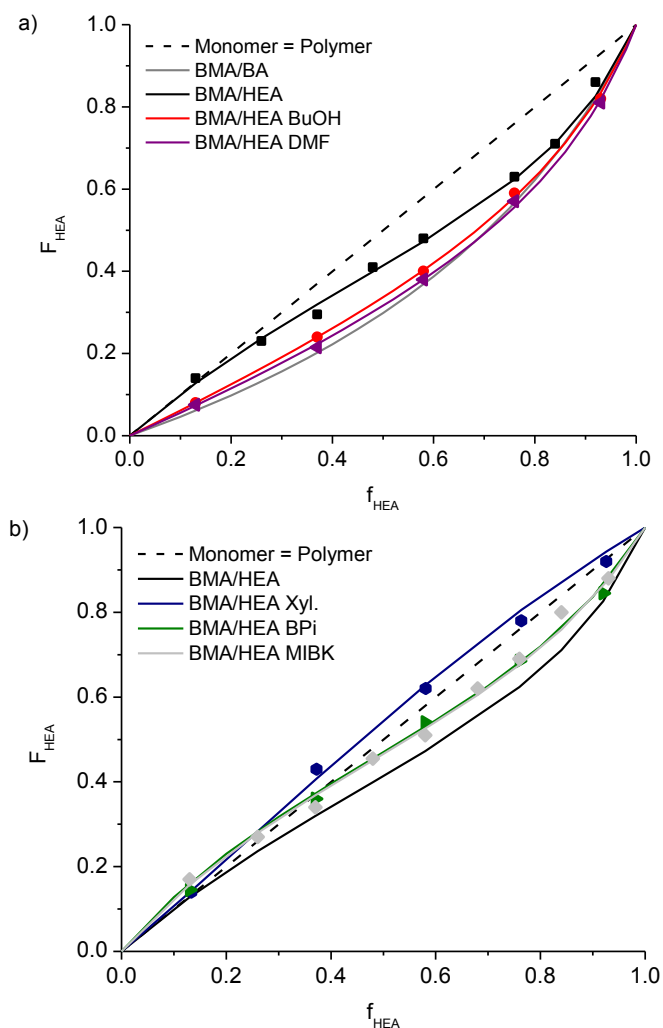 a)
Monomer = Polymer
BMA/BA
BMA/HEA
BMA/HEA BuOH
BMA/HEA DMF
1.0
0.8
0.6
0.4
0.2
0.0
F_HEA
0.0 0.2 0.4 0.6 0.8 1.0
f_HEA
b)
Monomer = Polymer
BMA/HEA
BMA/HEA Xyl.
BMA/HEA BPi
BMA/HEA MIBK
1.0
0.8
0.6
0.4
0.2
0.0
F_HEA
0.0 0.2 0.4 0.6 0.8 1.0
f_HEA